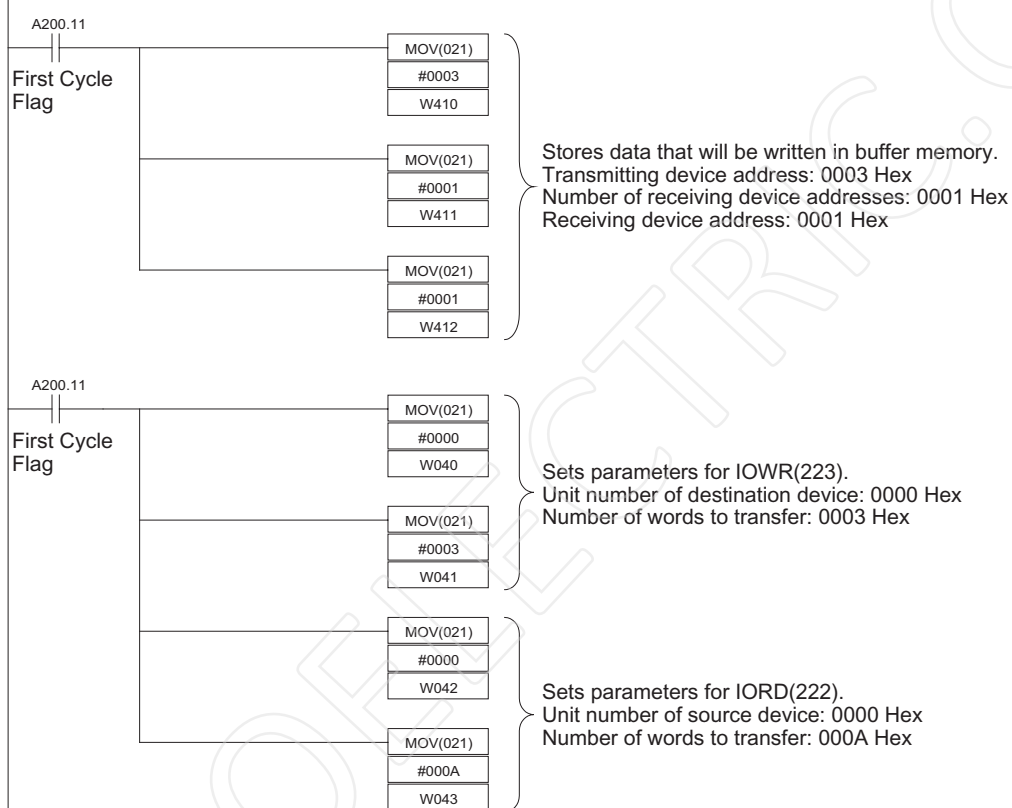 A200.11
First Cycle
Flag
MOV(021)
#0003
W410
MOV(021)
#0001
W411
MOV(021)
#0001
W412
Stores data that will be written in buffer memory.
Transmitting device address: 0003 Hex
Number of receiving device addresses: 0001 Hex
Receiving device address: 0001 Hex
A200.11
First Cycle
Flag
MOV(021)
#0000
W040
MOV(021)
#0003
W041
Sets parameters for IOWR(223).
Unit number of destination device: 0000 Hex
Number of words to transfer: 0003 Hex
MOV(021)
#0000
W042
MOV(021)
#000A
W043
Sets parameters for IORD(222).
Unit number of source device: 0000 Hex
Number of words to transfer: 000A Hex
OELECTRIC.C